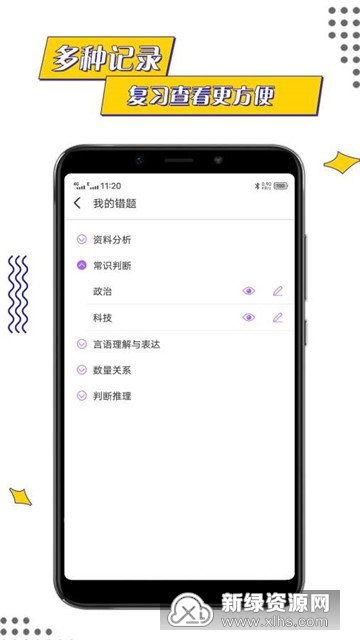 多种记录
复习查看更方便
11:20
我的错题
资料分析
常识判断
政治
科技
言语理解与表达
数量关系
判断推理
新绿资源网
www.xlhs.com